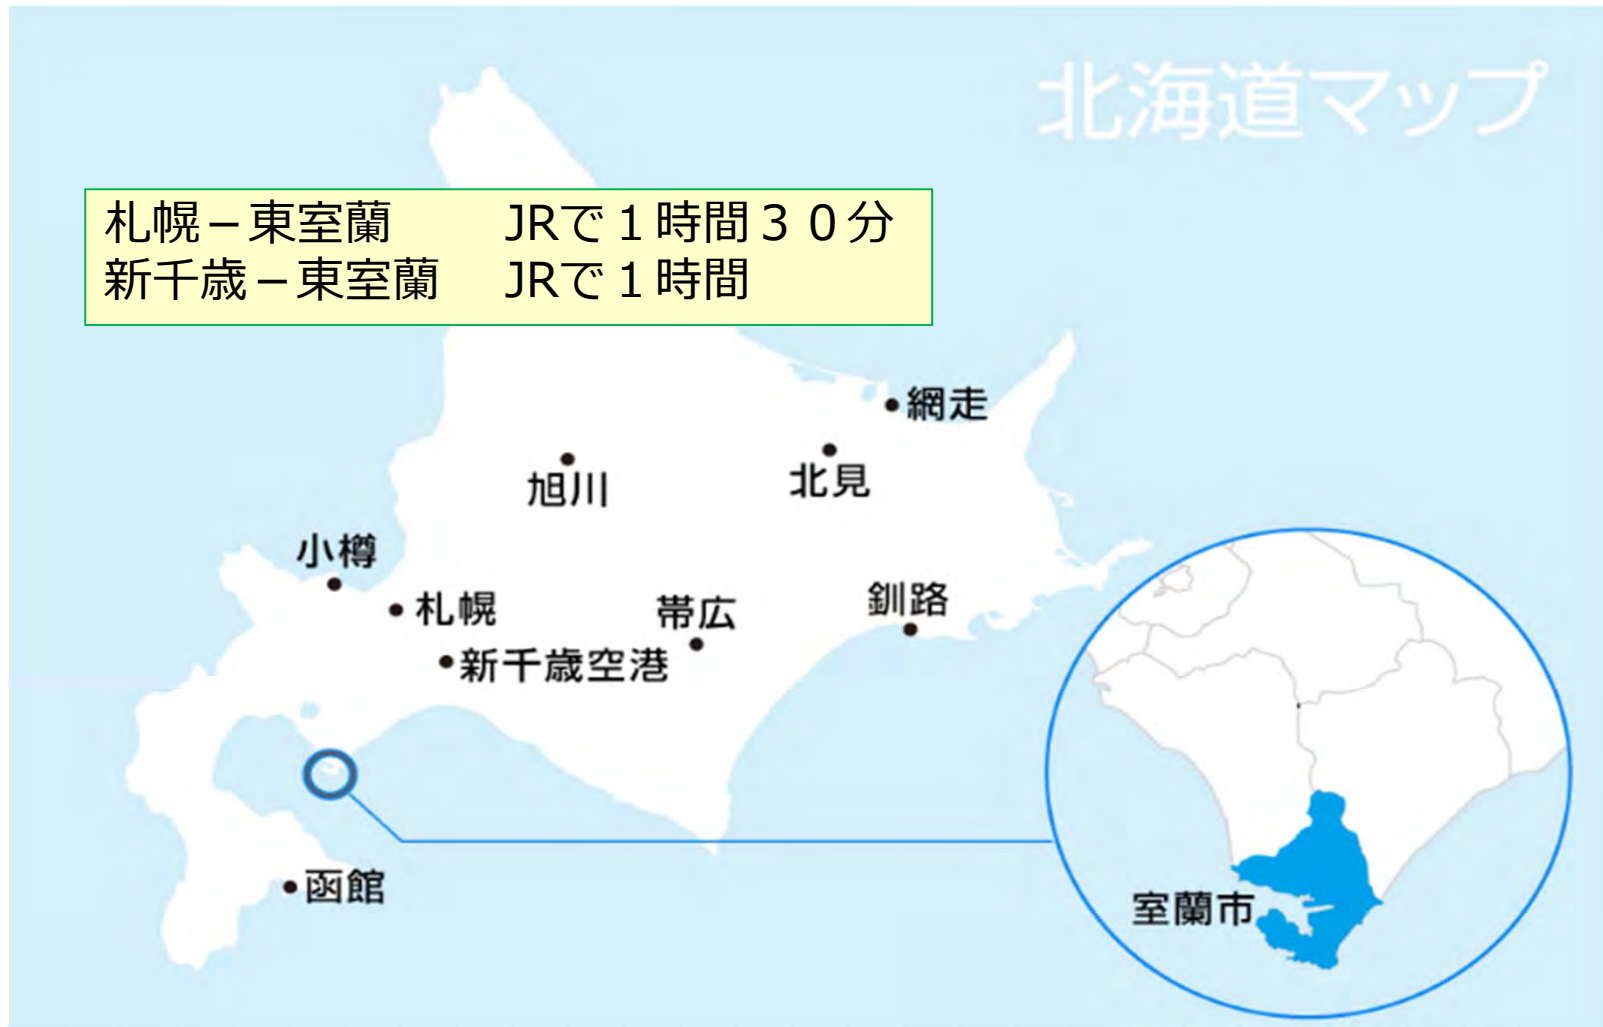 北海道マップ
札幌－東室蘭　　JRで１時間３０分
新千歳－東室蘭　JRで１時間
網走
北見
旭川
小樽
札幌
帯広
釧路
新千歳空港
函館
室蘭市